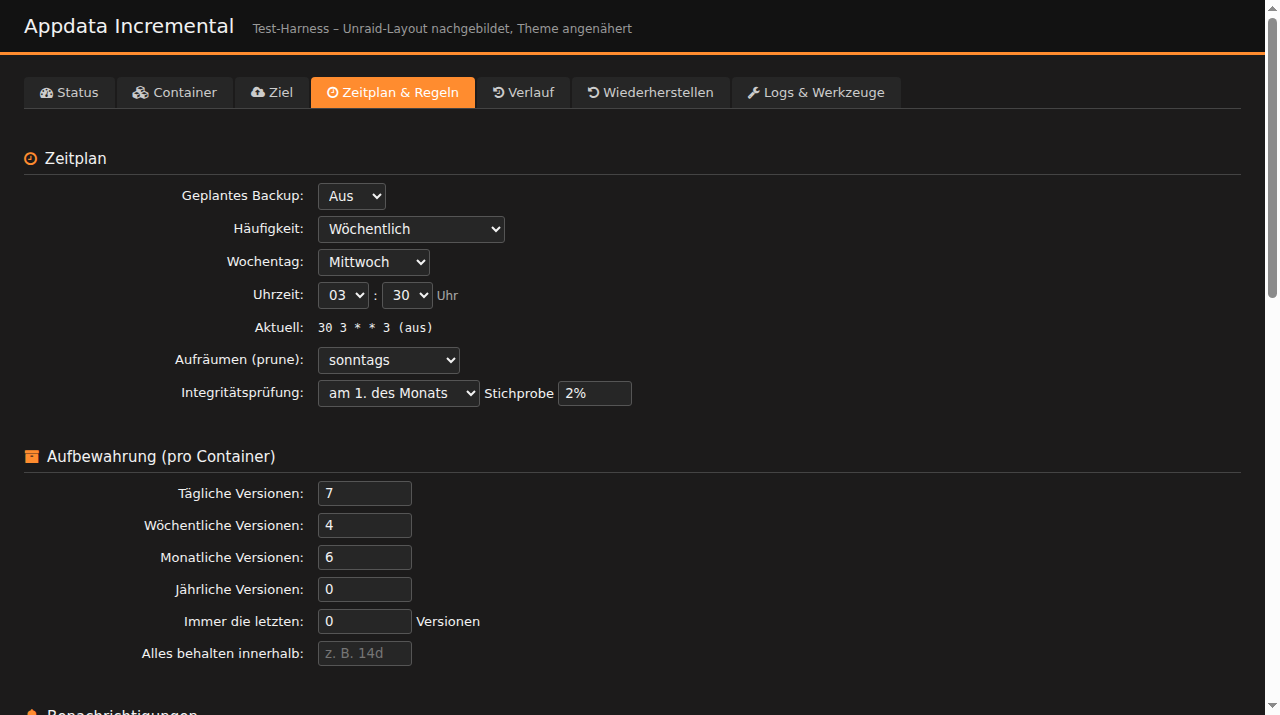 Appdata Incremental Test-Harness – Unraid-Layout nachgebildet, Theme angenähert
Status Container Ziel Zeitplan & Regeln Verlauf Wiederherstellen Logs & Werkzeuge
Zeitplan
Geplantes Backup: Aus
Häufigkeit: Wöchentlich
Wochentag: Mittwoch
Uhrzeit: 03 : 30 Uhr
Aktuell: 30 3 * * 3 (aus)
Aufräumen (prune): sonntags
Integritätsprüfung: am 1. des Monats Stichprobe 2%
Aufbewahrung (pro Container)
Tägliche Versionen: 7
Wöchentliche Versionen: 4
Monatliche Versionen: 6
Jährliche Versionen: 0
Immer die letzten: 0 Versionen
Alles behalten innerhalb: z. B. 14d
Benachrichtigungen